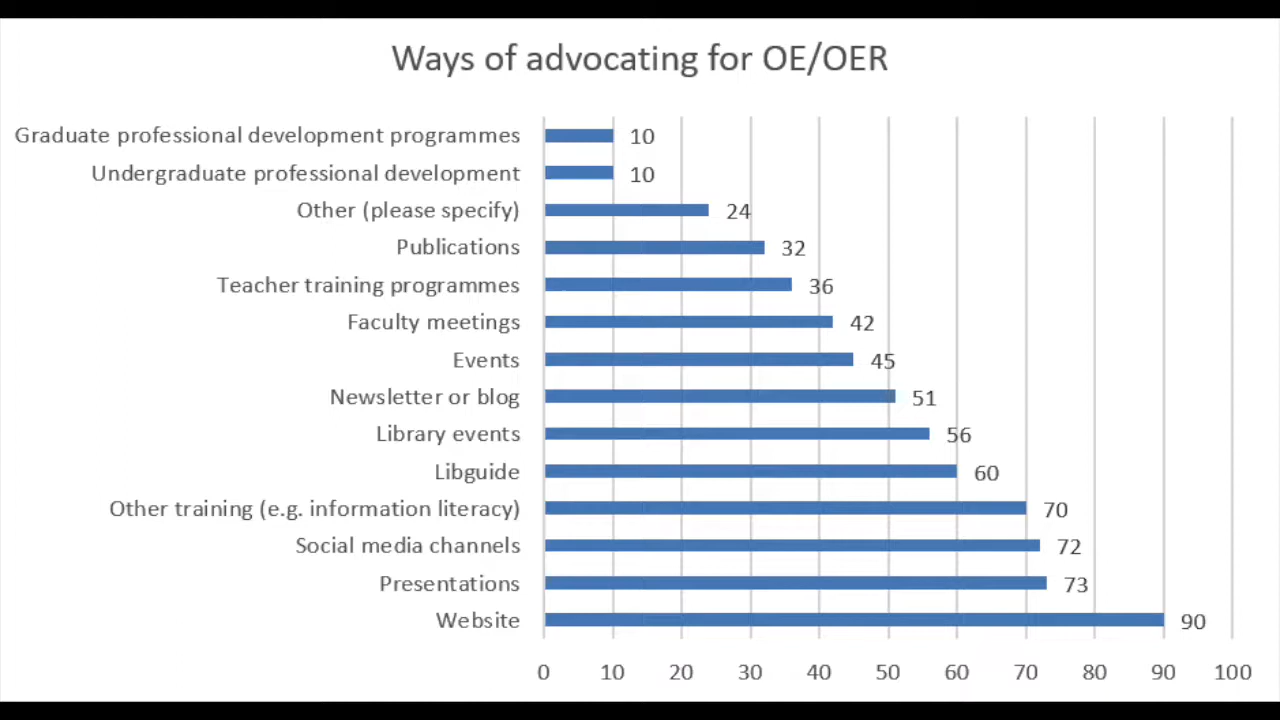 Ways of advocating for OE/OER
Graduate professional development programmes 10
Undergraduate professional development 10
Other (please specify) 24
Publications 32
Teacher training programmes 36
Faculty meetings 42
Events 45
Newsletter or blog 51
Library events 56
Libguide 60
Other training (e.g. information literacy) 70
Social media channels 72
Presentations 73
Website 90
0 10 20 30 40 50 60 70 80 90 100